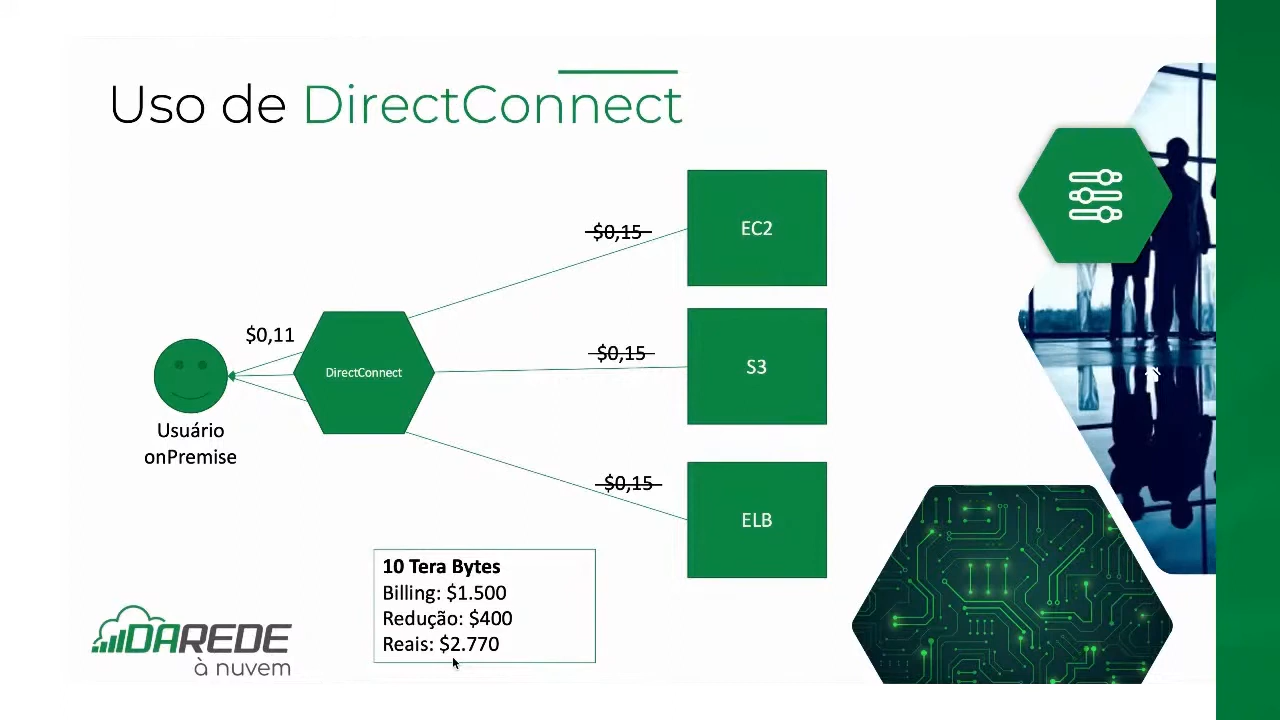 Uso de DirectConnect
$0,15
EC2
$0,11
$0,15
DirectConnect
S3
Usuário
onPremise
$0,15
ELB
10 Tera Bytes
Billing: $1.500
Redução: $400
Reais: $2.770
DAREDE
à nuvem